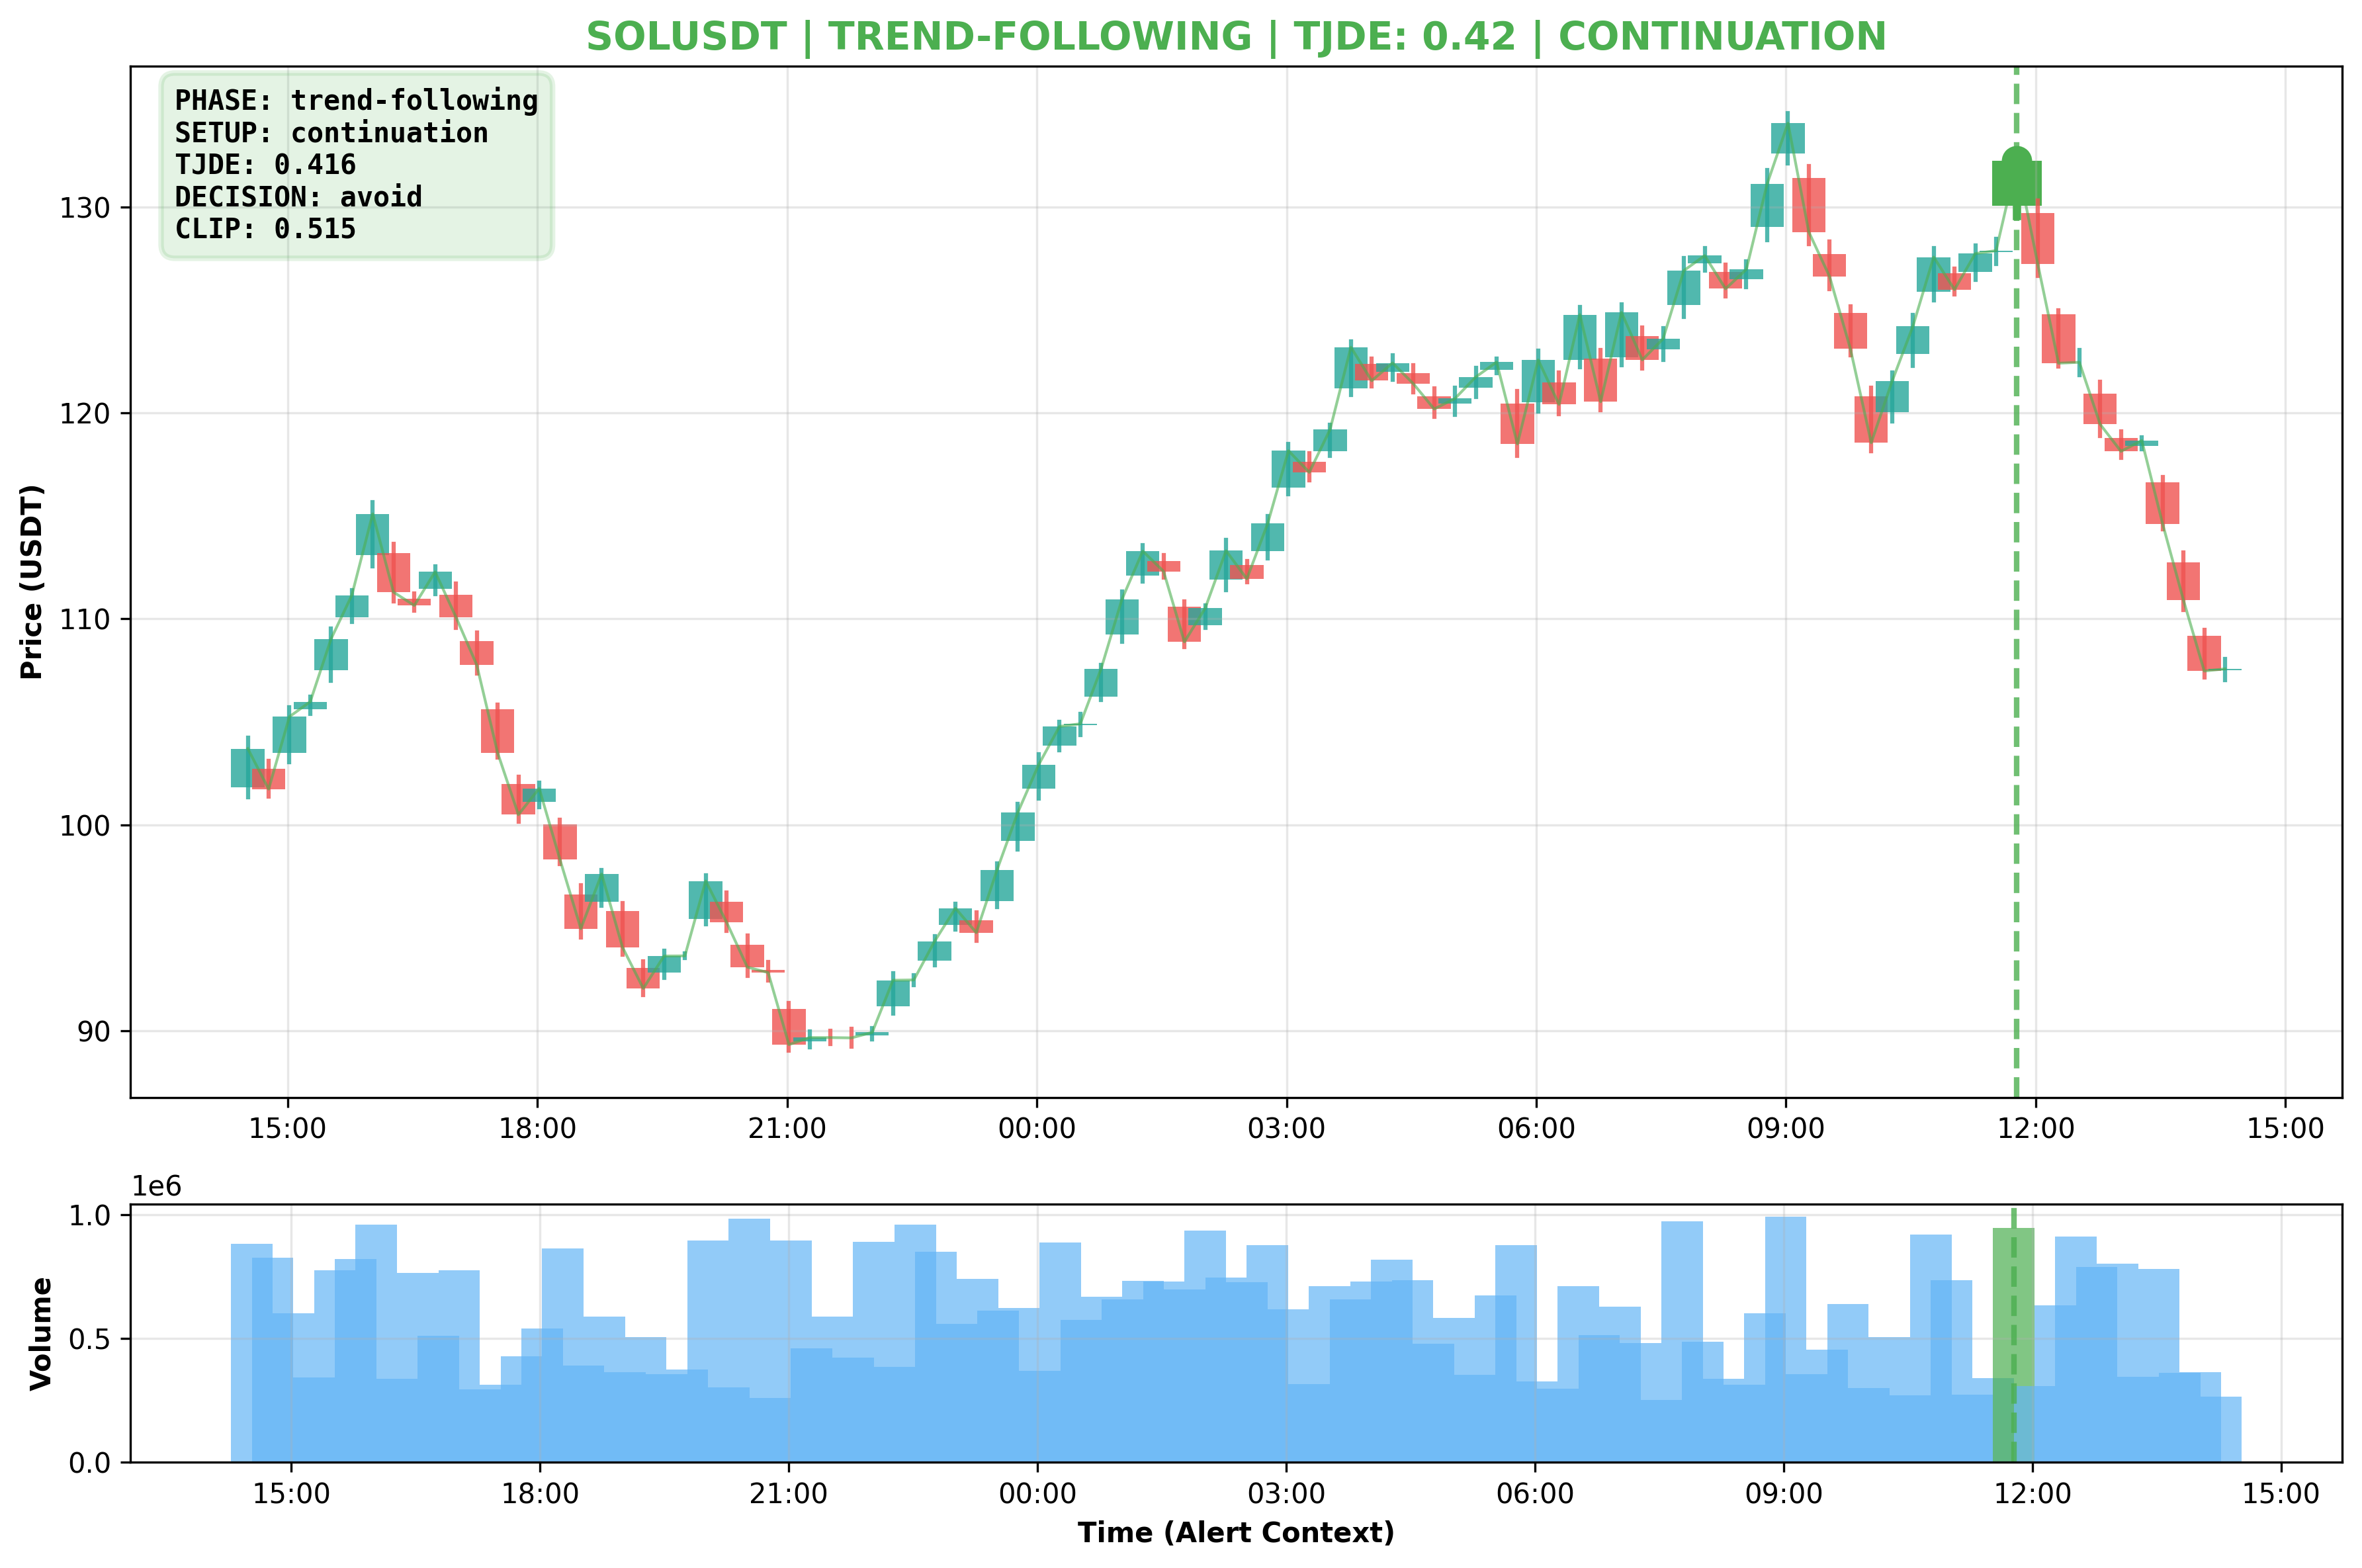 SOLUSDT | TREND-FOLLOWING | TJDE: 0.42 | CONTINUATION
PHASE: trend-following
SETUP: continuation
TJDE: 0.416
DECISION: avoid
CLIP: 0.515
Price (USDT)
130
120
110
100
90
15:00 18:00 21:00 00:00 03:00 06:00 09:00 12:00 15:00
1e6
Volume
1.0
0.5
0.0
15:00 18:00 21:00 00:00 03:00 06:00 09:00 12:00 15:00
Time (Alert Context)